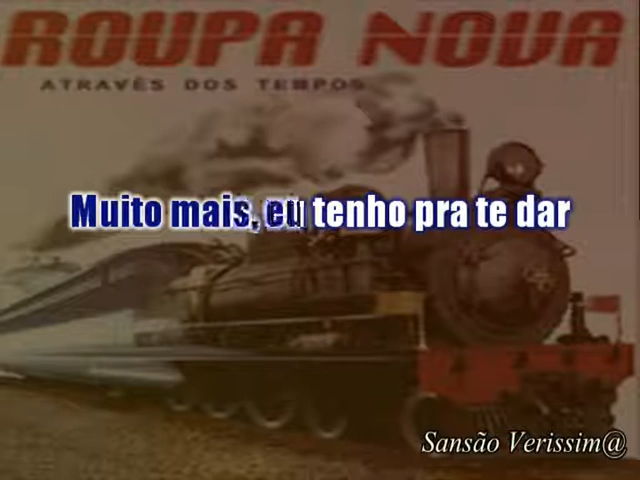 ROUPA NOVA
ATRAVÉS DOS TEMPOS
Muito mais, eu tenho pra te dar
Sansão Verissim@